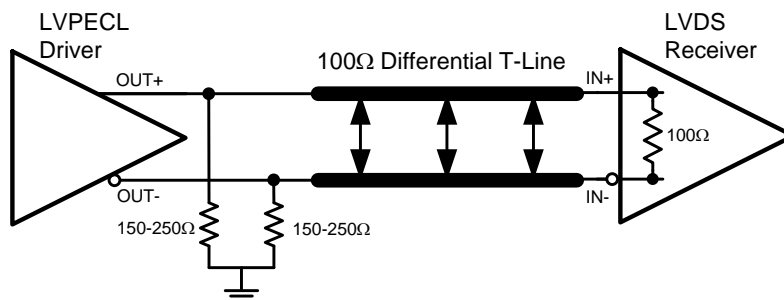 LVPECL
Driver
OUT+
OUT-
150-250Ω
150-250Ω
100Ω Differential T-Line
IN+
IN-
LVDS
Receiver
100Ω